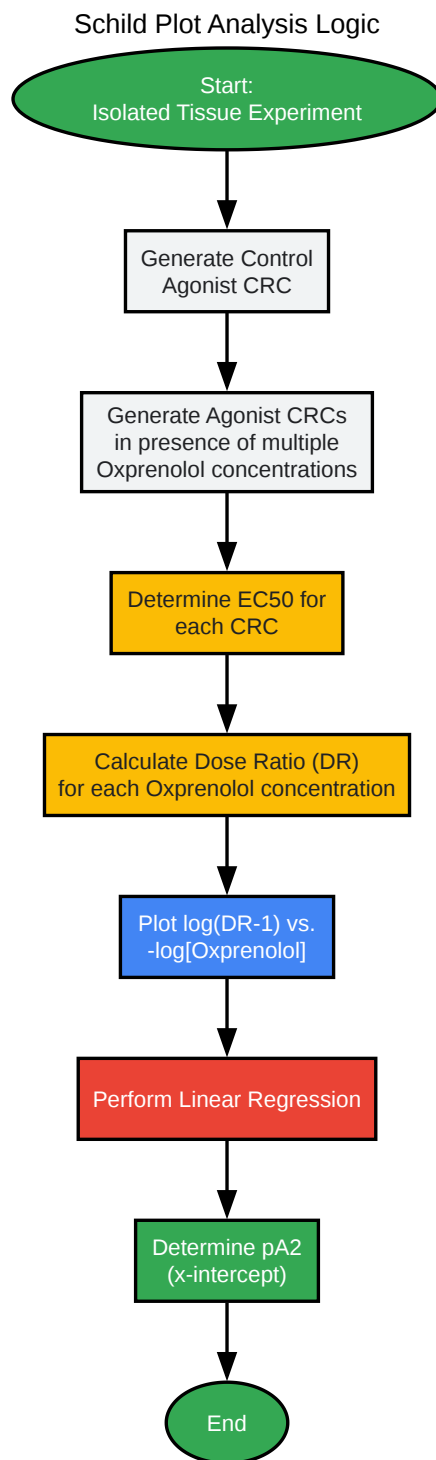 Schild Plot Analysis Logic
Start:
Isolated Tissue Experiment
Generate Control
Agonist CRC
Generate Agonist CRCs
in presence of multiple
Oxprenolol concentrations
Determine EC50 for
each CRC
Calculate Dose Ratio (DR)
for each Oxprenolol concentration
Plot log(DR-1) vs.
-log[Oxprenolol]
Perform Linear Regression
Determine pA2
(x-intercept)
End